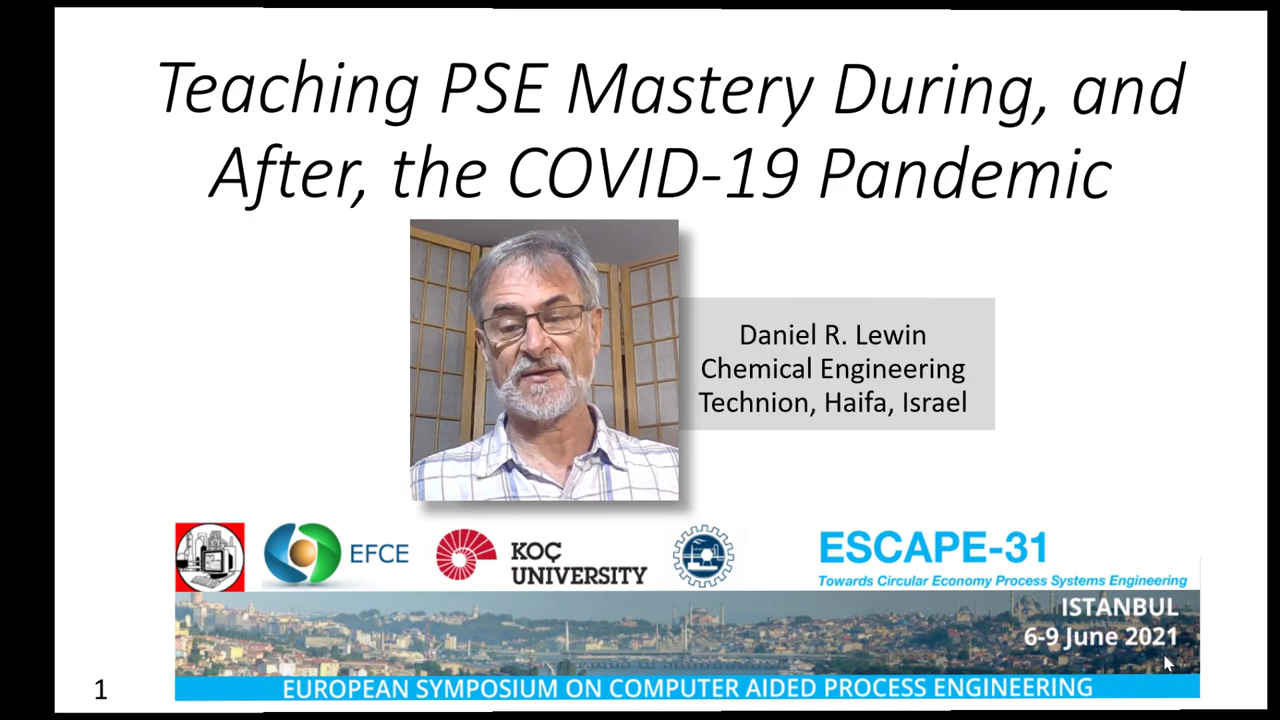 Teaching PSE Mastery During, and
After, the COVID-19 Pandemic
Daniel R. Lewin
Chemical Engineering
Technion, Haifa, Israel
EFCE
KOÇ
UNIVERSITY
ESCAPE-31
Towards Circular Economy Process Systems Engineering
ISTANBUL
6-9 June 2021
EUROPEAN SYMPOSIUM ON COMPUTER AIDED PROCESS ENGINEERING
1